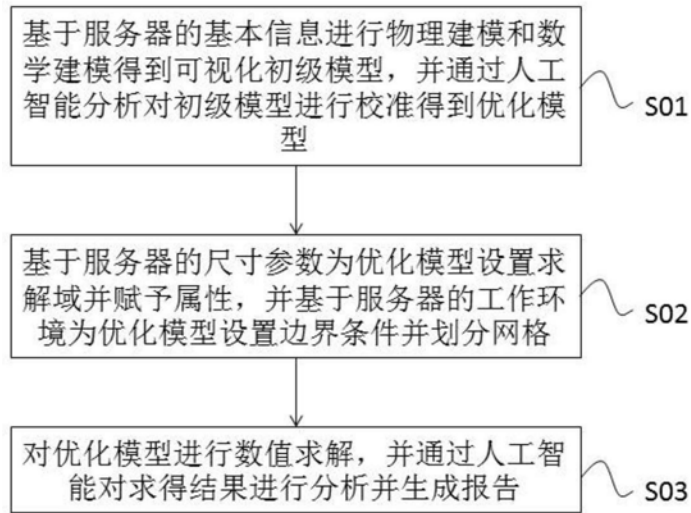 基于服务器的基本信息进行物理建模和数
学建模得到可视化初级模型，并通过人工
智能分析对初级模型进行校准得到优化模
型
S01
基于服务器的尺寸参数为优化模型设置求
解域并赋予属性，并基于服务器的工作环
境为优化模型设置边界条件并划分网格
S02
对优化模型进行数值求解，并通过人工智
能对求得结果进行分析并生成报告
S03